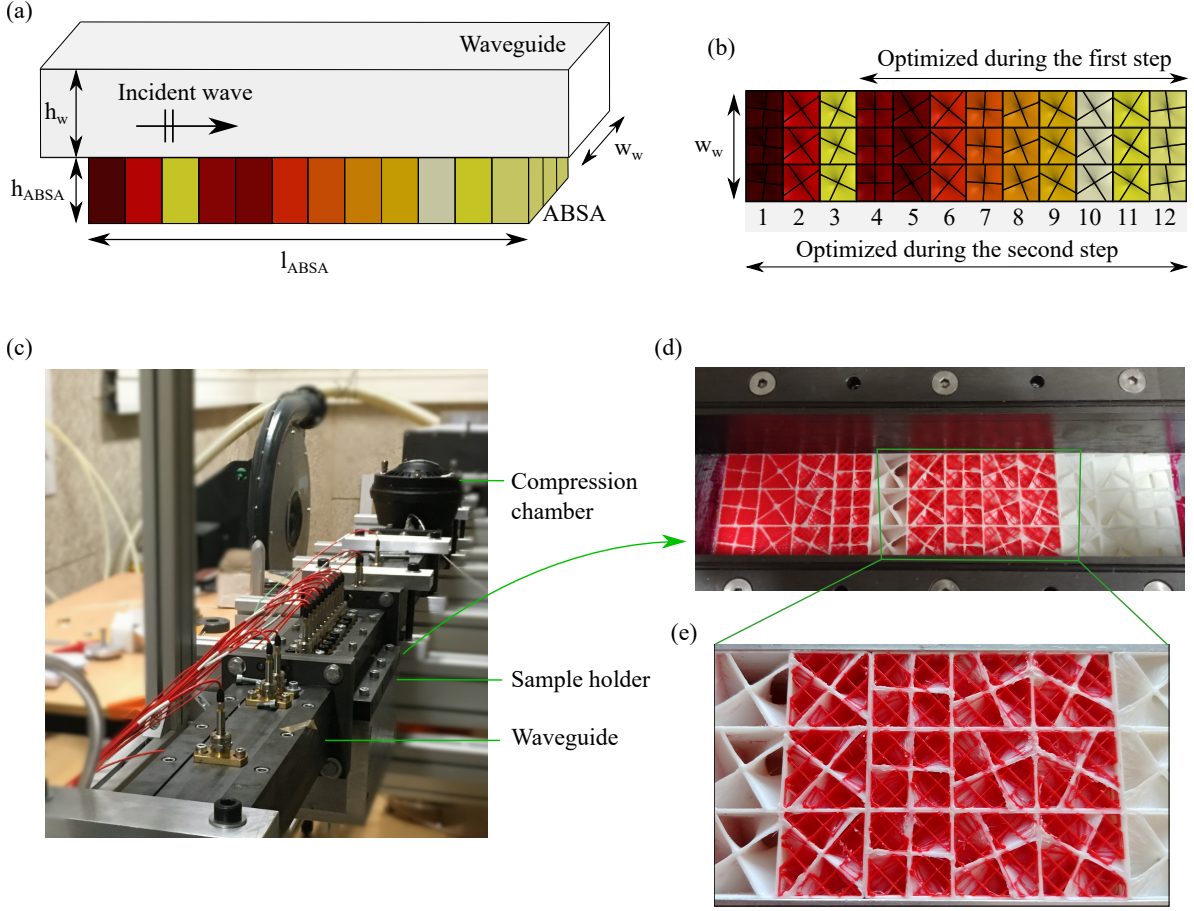 (a)
Waveguide
Incident wave
h_w
w_w
h_ABSA
ABSA
l_ABSA
(b)
Optimized during the first step
w_w
1 2 3 4 5 6 7 8 9 10 11 12
Optimized during the second step
(c)
Compression
chamber
Sample holder
Waveguide
(d)
(e)